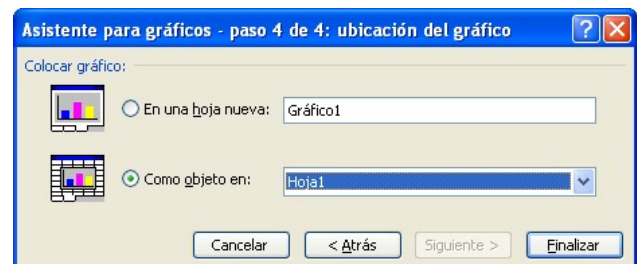 Asistente para gráficos - paso 4 de 4: ubicación del gráfico
Colocar gráfico:
En una hoja nueva: Gráfico1
Como objeto en: Hoja1
Cancelar < Atrás Siguiente > Finalizar